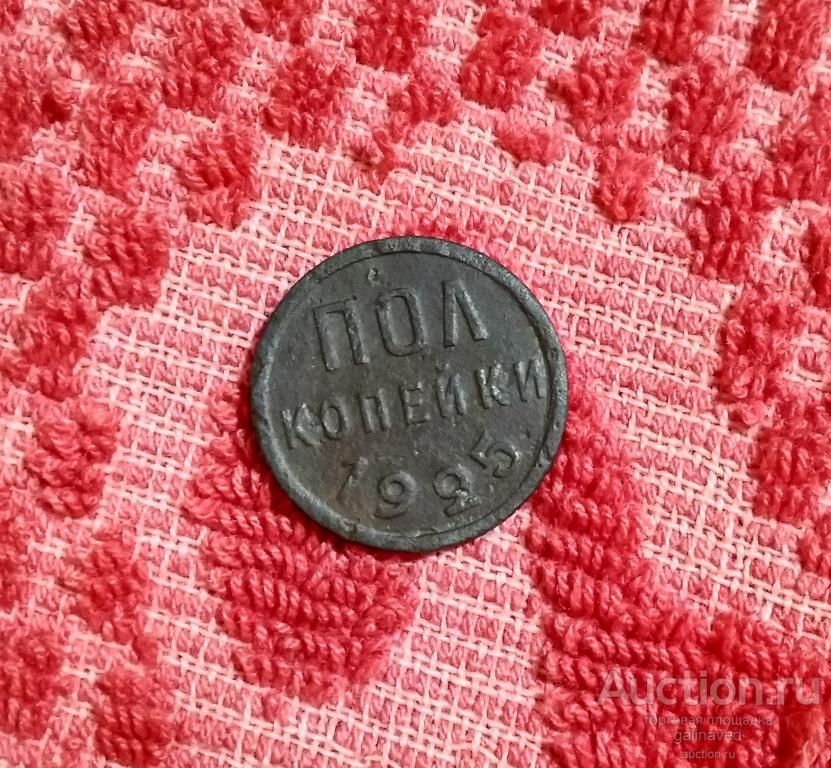 ПОЛ
КОПЕЙКИ
1925
Auction.ru
торговая площадка
galinaved
auction.ru